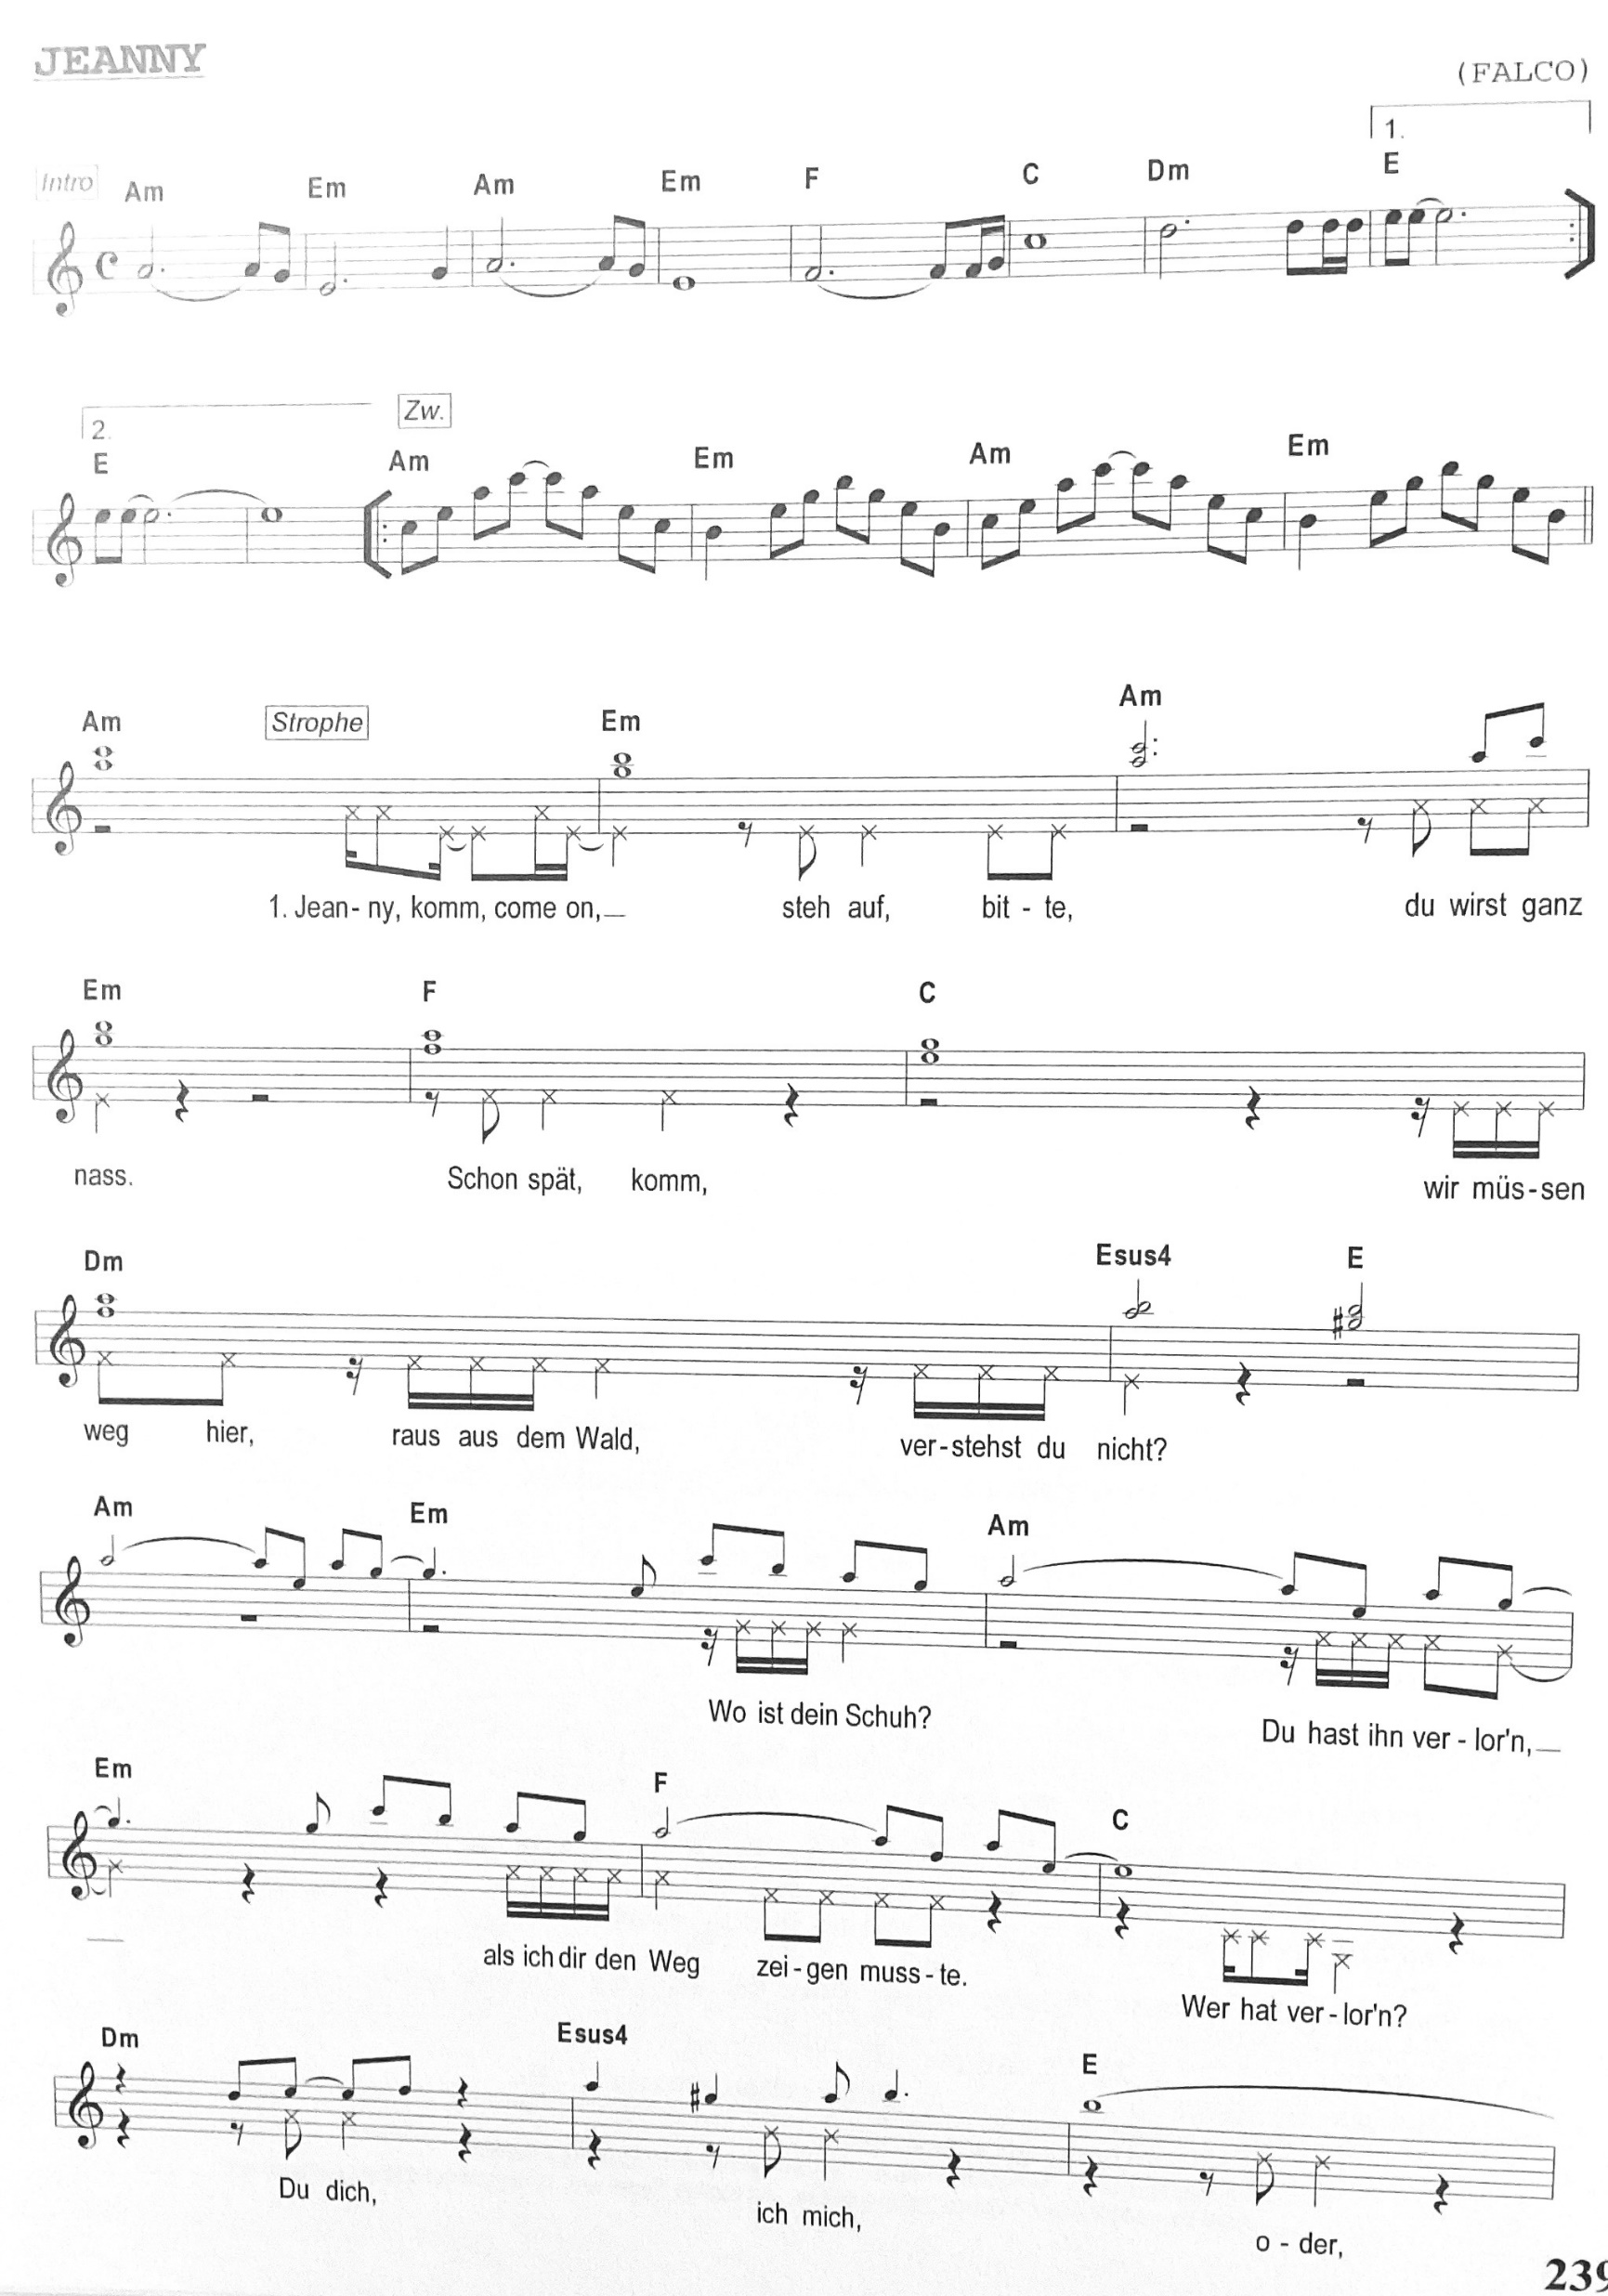 JEANNY
(FALCO)
1.
Intro Am Em Am Em F C Dm E
2.
Zw.
E Am Em Am Em
Am Strophe Em Am
1. Jean- ny, komm, come on, steh auf, bit - te, du wirst ganz
Em F C
nass. Schon spät, komm, wir müs-sen
Dm Esus4 E
weg hier, raus aus dem Wald, ver-stehst du nicht?
Am Em Am
Wo ist dein Schuh? Du hast ihn ver - lor'n,
Em F C
als ich dir den Weg zei-gen muss-te. Wer hat ver-lor'n?
Dm Esus4 E
Du dich, ich mich, o - der,
239